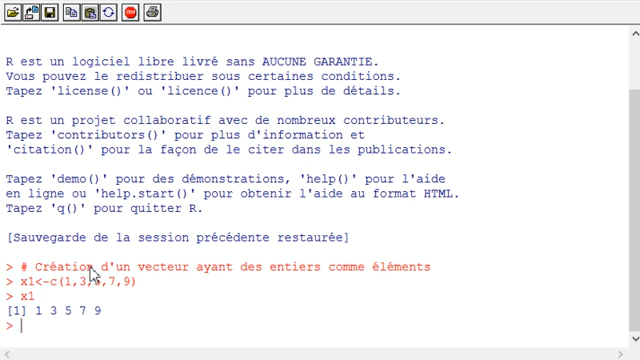 R est un logiciel libre livré sans AUCUNE GARANTIE.
Vous pouvez le redistribuer sous certaines conditions.
Tapez 'license()' ou 'licence()' pour plus de détails.
R est un projet collaboratif avec de nombreux contributeurs.
Tapez 'contributors()' pour plus d'information et
'citation()' pour la façon de le citer dans les publications.
Tapez 'demo()' pour des démonstrations, 'help()' pour l'aide
en ligne ou 'help.start()' pour obtenir l'aide au format HTML.
Tapez 'q()' pour quitter R.
[Sauvegarde de la session précédente restaurée]
> # Création d'un vecteur ayant des entiers comme éléments
> x1<-c(1,3,5,7,9)
> x1
[1] 1 3 5 7 9
>